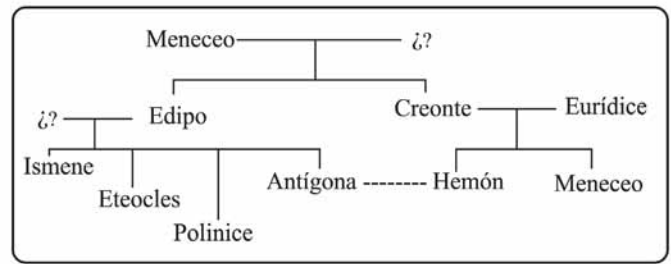 Meneceo ¿?
Edipo Creonte Eurídice
¿?
Ismene Antígona Hemón Meneceo
Eteocles
Polinice